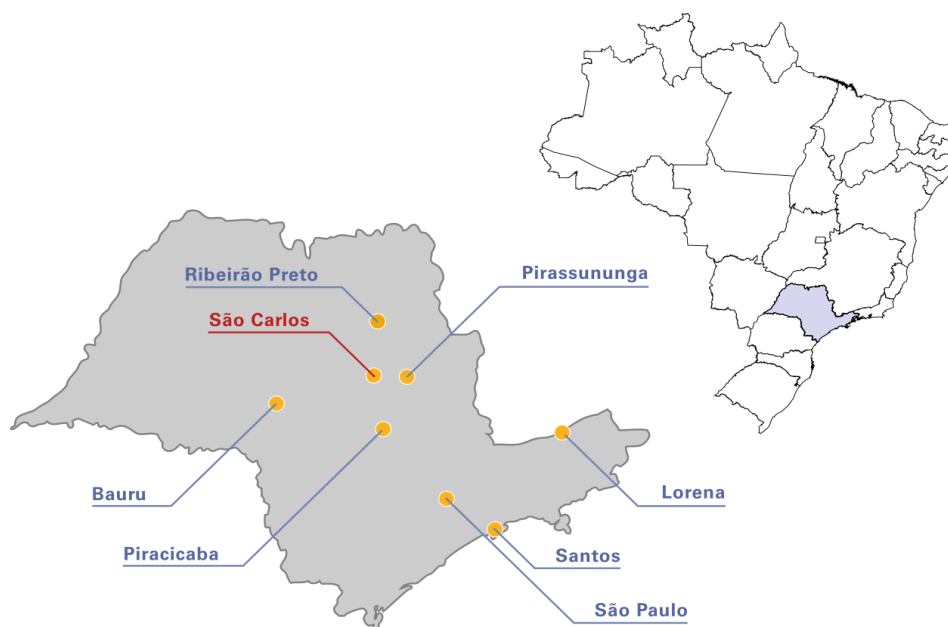 Ribeirão Preto
Pirassununga
São Carlos
Bauru
Lorena
Piracicaba
Santos
São Paulo